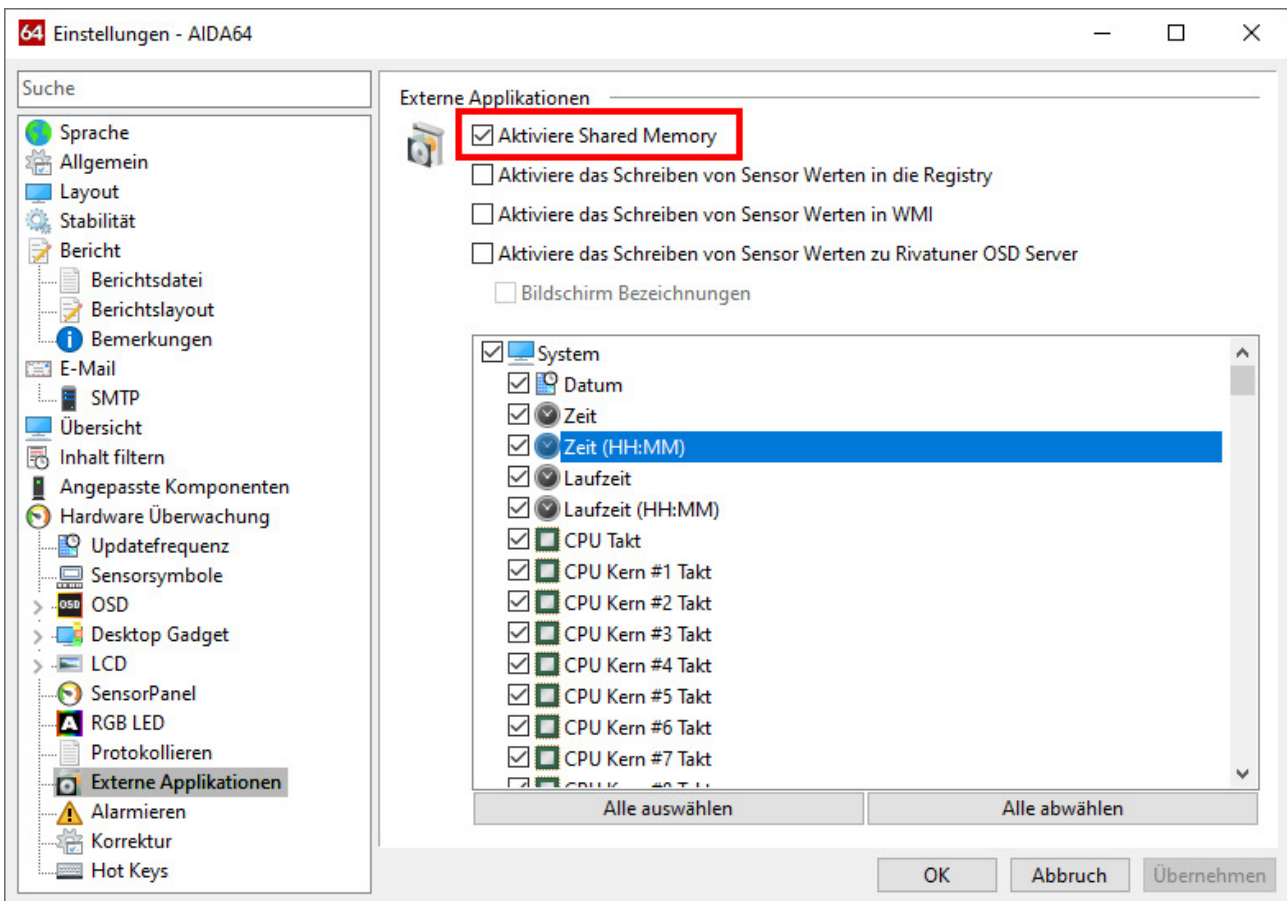 64 Einstellungen - AIDA64
Suche
Sprache
Allgemein
Layout
Stabilität
Bericht
Berichtsdatei
Berichtslayout
Bemerkungen
E-Mail
SMTP
Übersicht
Inhalt filtern
Angepasste Komponenten
Hardware Überwachung
Updatefrequenz
Sensorsymbole
OSD OSD
Desktop Gadget
LCD
SensorPanel
RGB LED
Protokollieren
Externe Applikationen
Alarmieren
Korrektur
Hot Keys
Externe Applikationen
Aktiviere Shared Memory
Aktiviere das Schreiben von Sensor Werten in die Registry
Aktiviere das Schreiben von Sensor Werten in WMI
Aktiviere das Schreiben von Sensor Werten zu Rivatuner OSD Server
Bildschirm Bezeichnungen
System
Datum
Zeit
Zeit (HH:MM)
Laufzeit
Laufzeit (HH:MM)
CPU Takt
CPU Kern #1 Takt
CPU Kern #2 Takt
CPU Kern #3 Takt
CPU Kern #4 Takt
CPU Kern #5 Takt
CPU Kern #6 Takt
CPU Kern #7 Takt
Alle auswählen
Alle abwählen
OK
Abbruch
Übernehmen